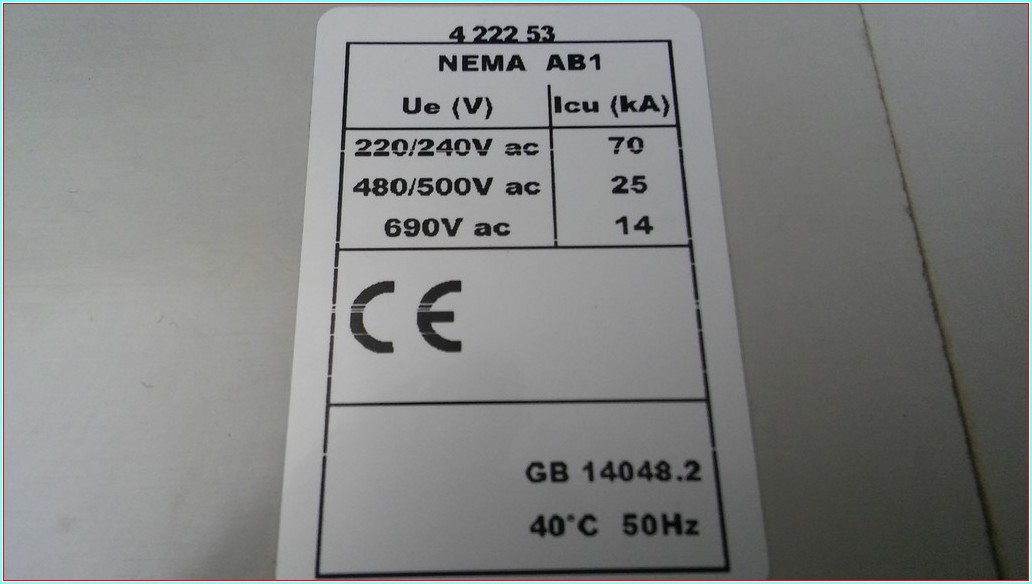 4 222 53
NEMA AB1
Ue (V) Icu (kA)
220/240V ac 70
480/500V ac 25
690V ac 14
CE
GB 14048.2
40°C 50Hz